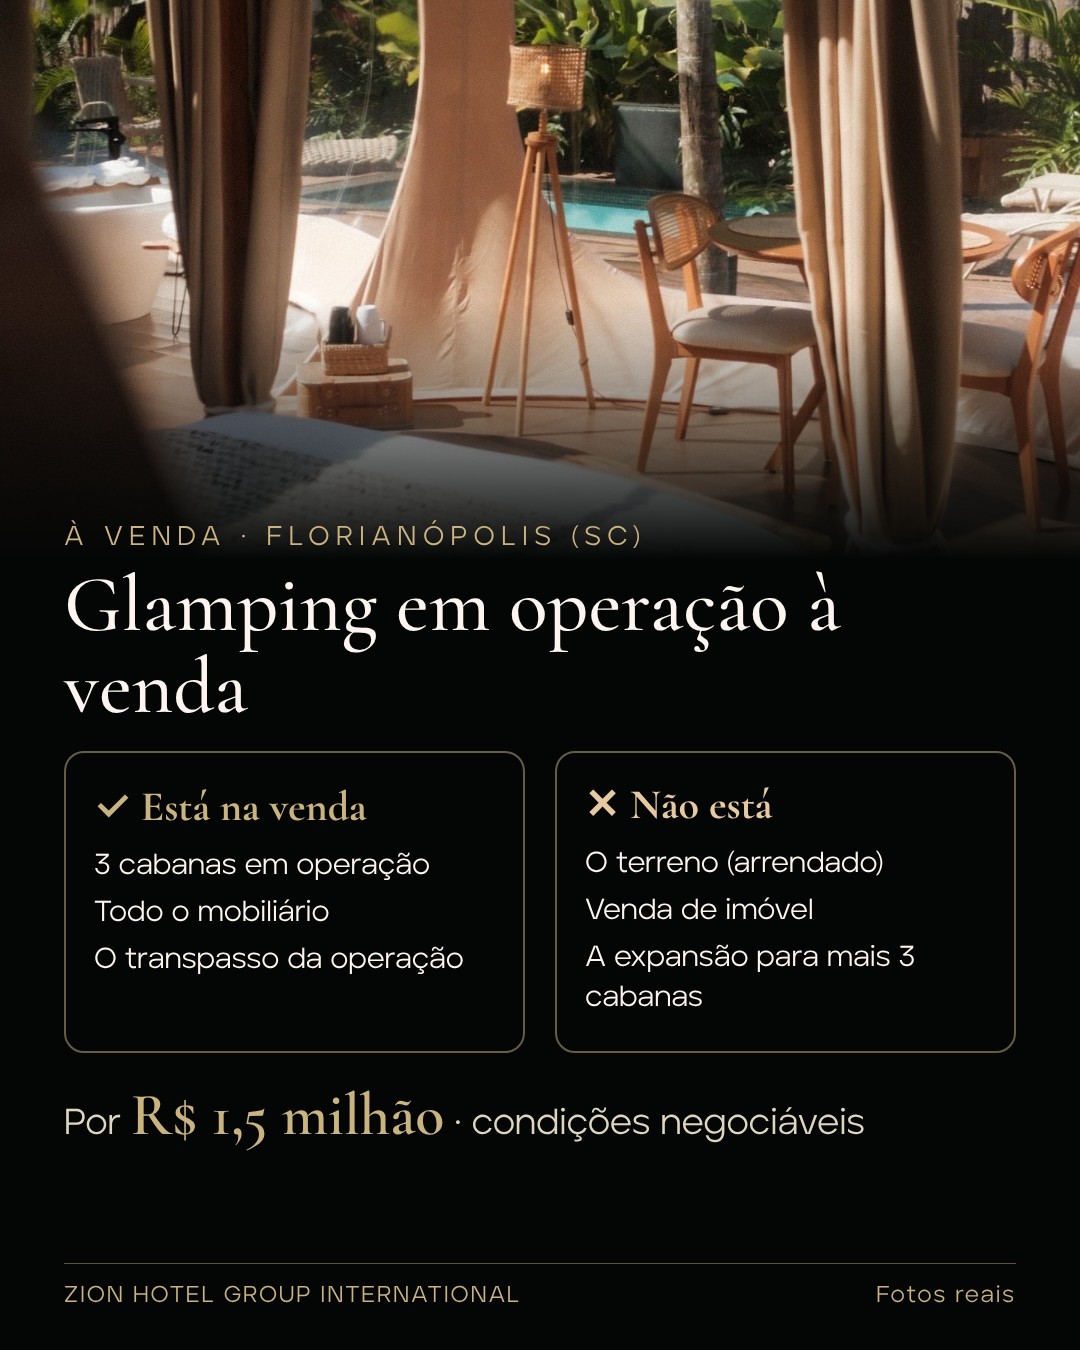 À VENDA · FLORIANÓPOLIS (SC)
Glamping em operação à
venda
✓ Está na venda
3 cabanas em operação
Todo o mobiliário
O transpasso da operação
✕ Não está
O terreno (arrendado)
Venda de imóvel
A expansão para mais 3
cabanas
Por R$ 1,5 milhão · condições negociáveis
ZION HOTEL GROUP INTERNATIONAL
Fotos reais